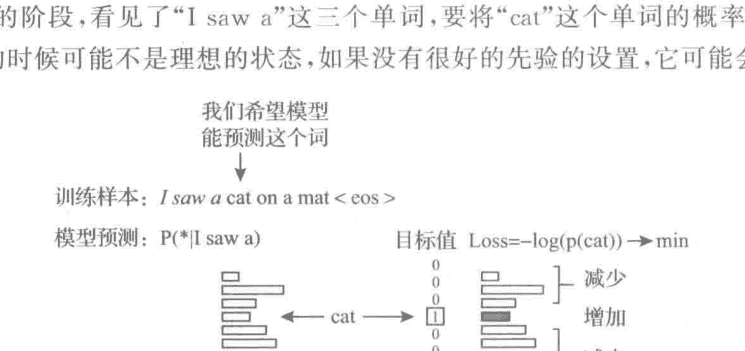 的阶段,看见了“I saw a”这三个单词,要将“cat”这个单词的概率
时候可能不是理想的状态,如果没有很好的先验的设置,它可能会
我们希望模型
能预测这个词
训练样本: I saw a cat on a mat < eos >
模型预测: P(*|I saw a)
目标值 Loss=-log(p(cat)) → min
0
0
0
减少
cat
1
增加
0
0